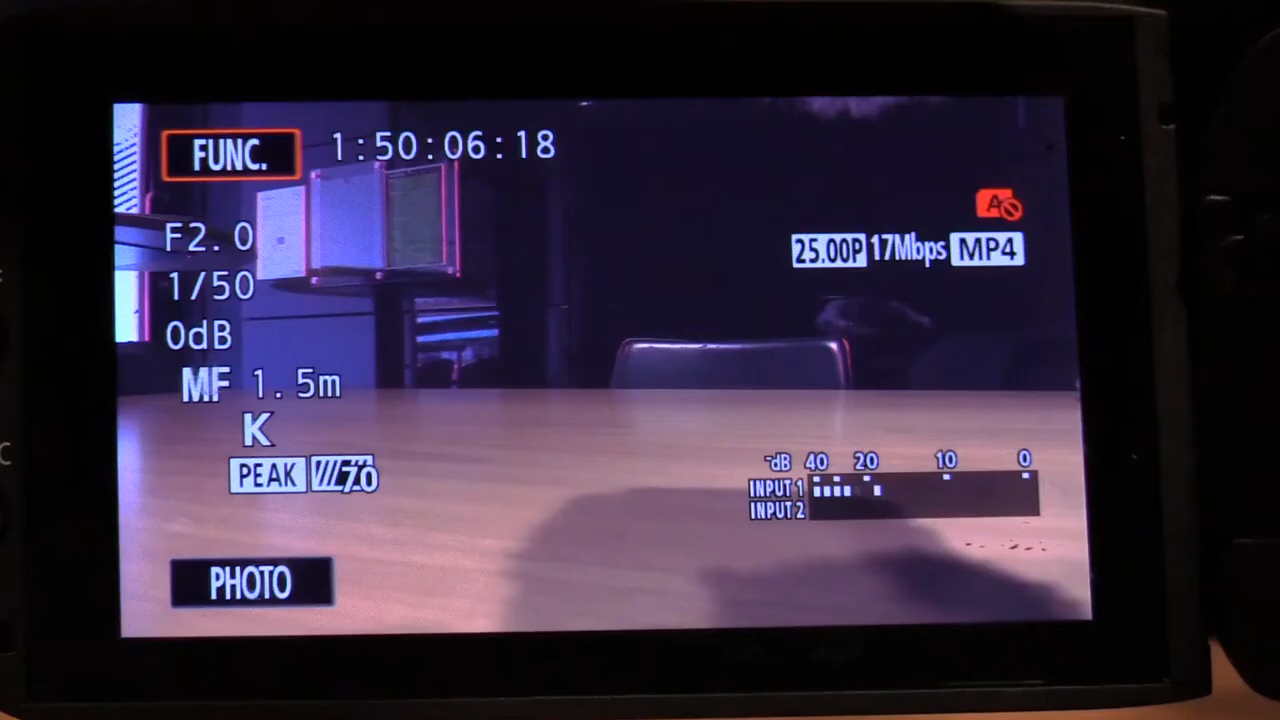 FUNC. 1:50:06:18
A
F2.0
25.00P 17Mbps MP4
1/50
0dB
MF 1.5m
K
PEAK 70
-dB 40 20 10 0
INPUT 1
INPUT 2
PHOTO
C